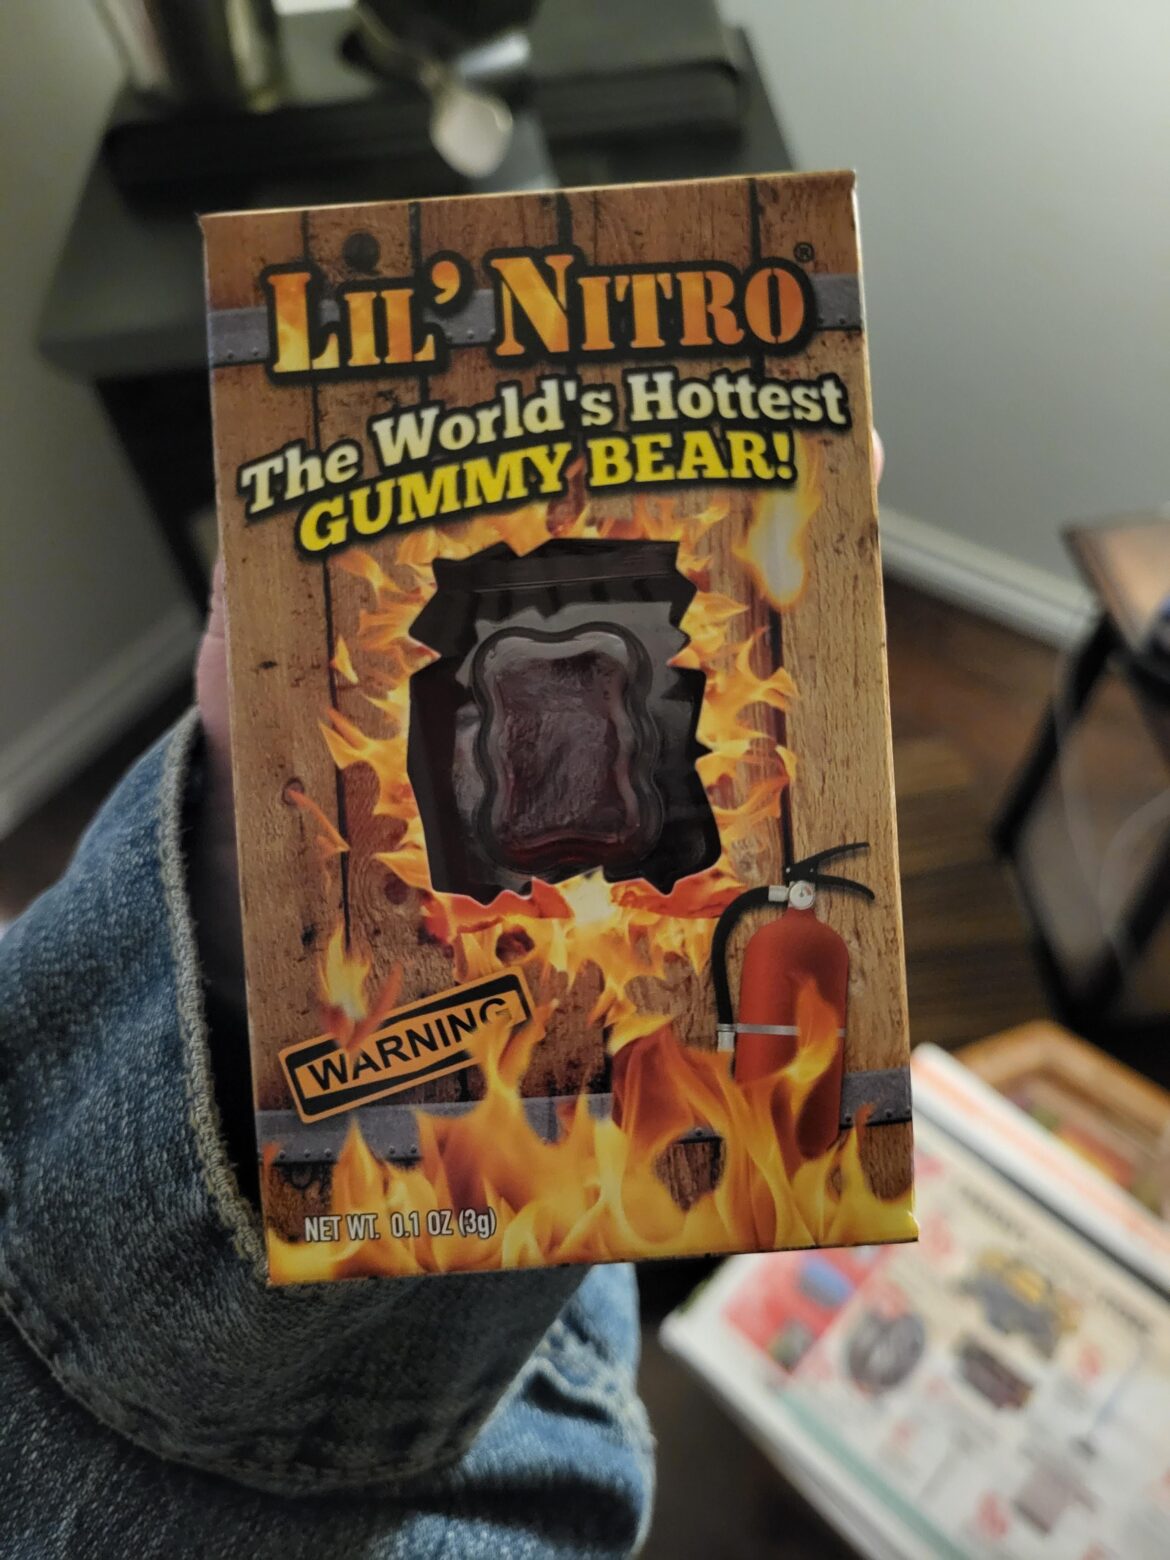 LIL' NITRO®
The World's Hottest
GUMMY BEAR!
WARNING
NET WT. 0.1 OZ (3g)